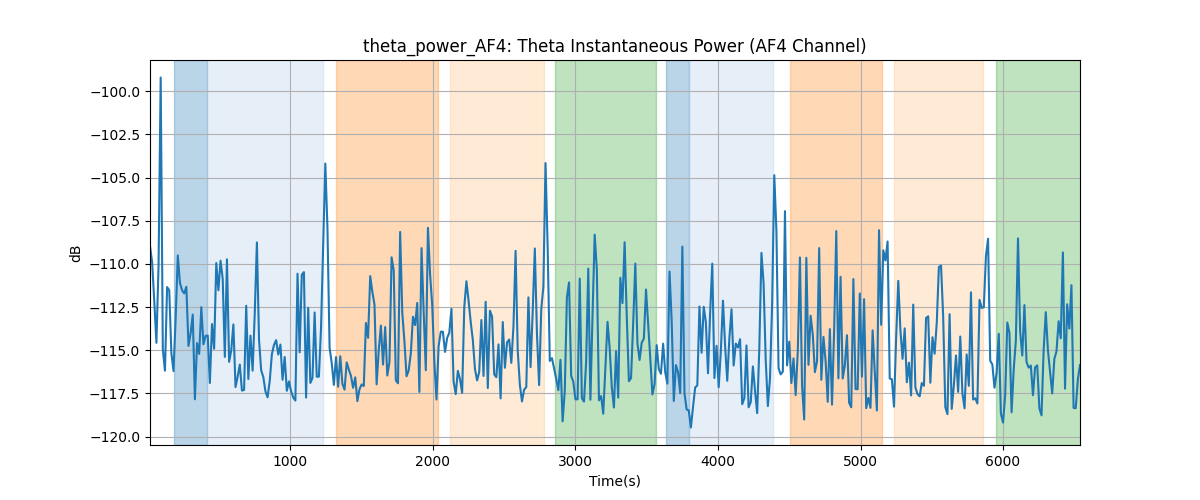 theta_power_AF4: Theta Instantaneous Power (AF4 Channel)
−100.0
−102.5
−105.0
−107.5
−110.0
−112.5
−115.0
−117.5
−120.0
dB
1000 2000 3000 4000 5000 6000
Time(s)